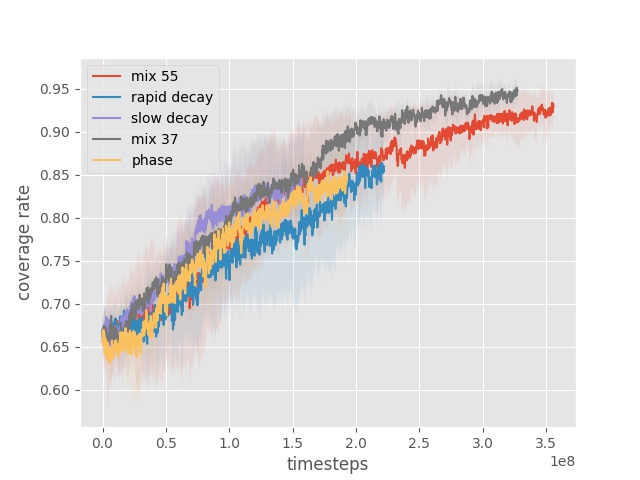 mix 55
rapid decay
slow decay
mix 37
phase
coverage rate
0.95
0.90
0.85
0.80
0.75
0.70
0.65
0.60
0.0 0.5 1.0 1.5 2.0 2.5 3.0 3.5
1e8
timesteps